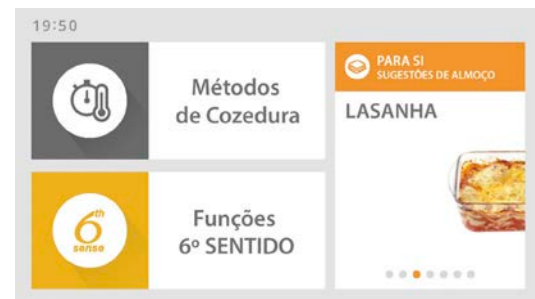 19:50
Métodos
de Cozedura
6th
sense
Funções
6º SENTIDO
PARA SI
SUGESTÕES DE ALMOÇO
LASANHA